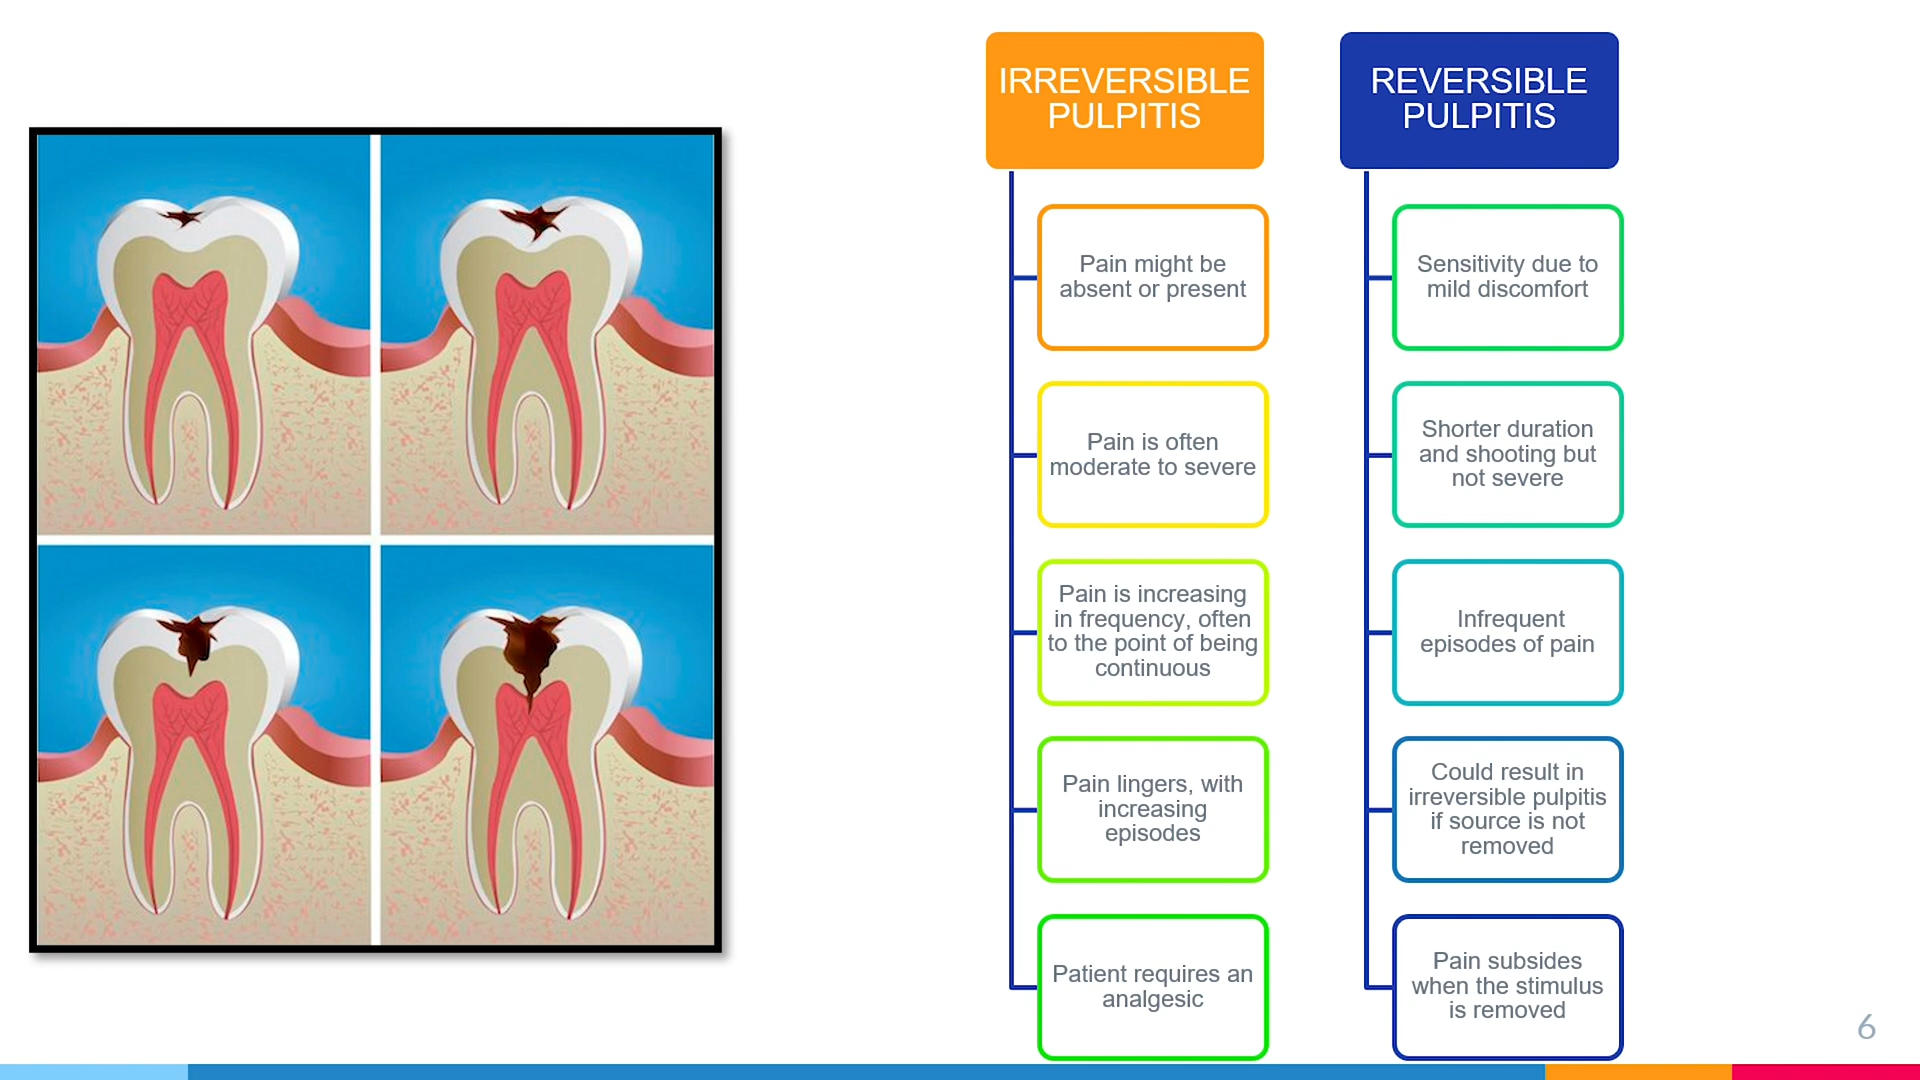 IRREVERSIBLE
PULPITIS
Pain might be
absent or present
Pain is often
moderate to severe
Pain is increasing
in frequency, often
to the point of being
continuous
Pain lingers, with
increasing
episodes
Patient requires an
analgesic
REVERSIBLE
PULPITIS
Sensitivity due to
mild discomfort
Shorter duration
and shooting but
not severe
Infrequent
episodes of pain
Could result in
irreversible pulpitis
if source is not
removed
Pain subsides
when the stimulus
is removed
6